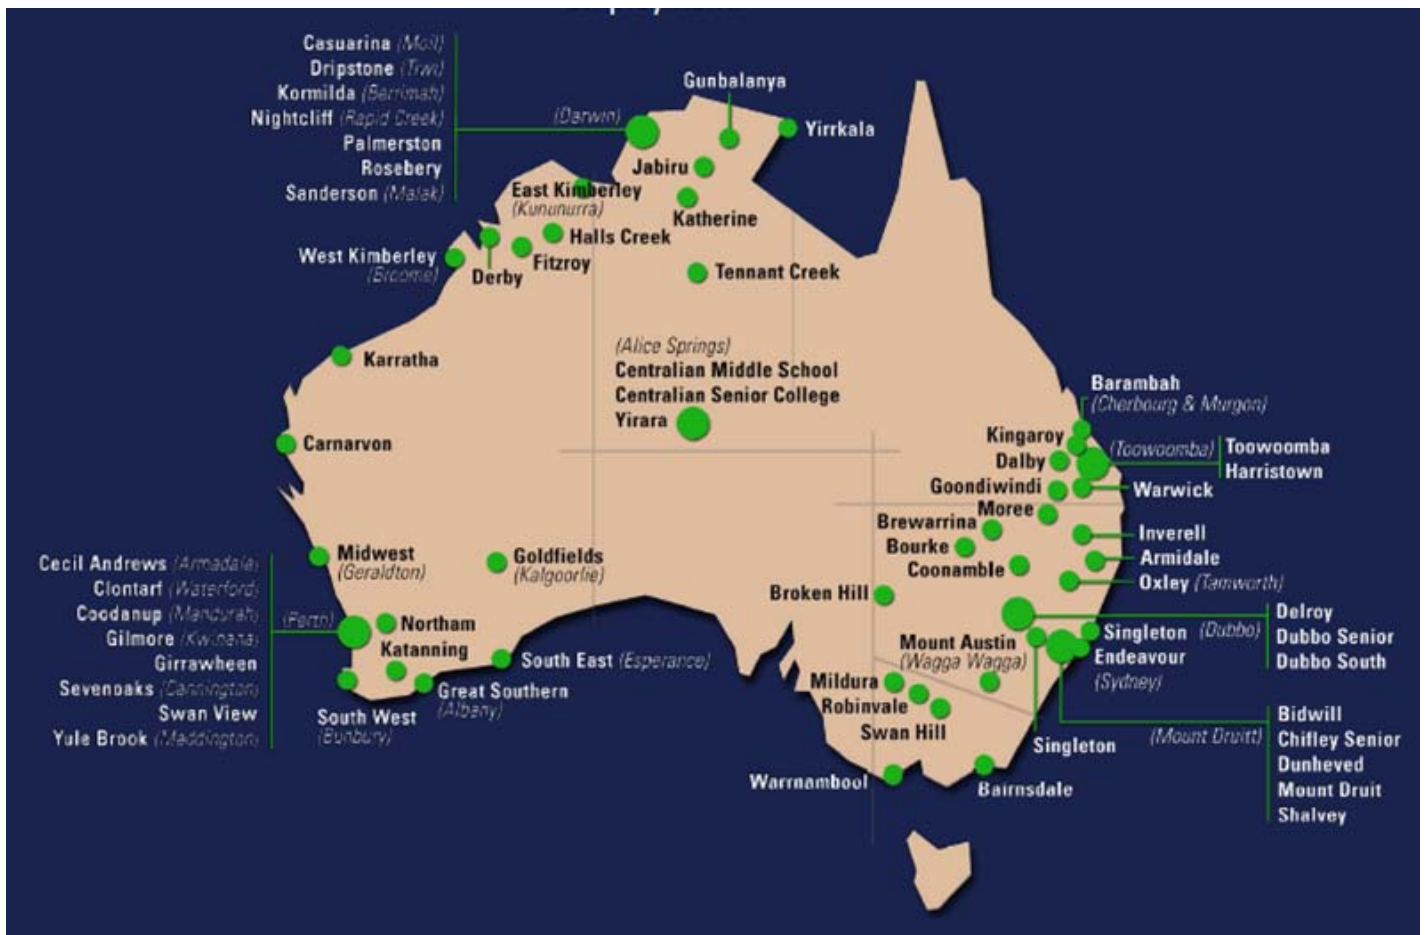 Casuarina (Moil)
Dripstone (Trwi)
Kormilda (Berrimah)
Nightcliff (Rapid Creek)
Palmerston
Rosebery
Sanderson (Malak)
(Darwin)
Gunbalanya
Yirrkala
Jabiru
East Kimberley
(Kununurra)
Katherine
Halls Creek
West Kimberley
(Broome)
Fitzroy
Derby
Tennant Creek
Karratha
(Alice Springs)
Centralian Middle School
Centralian Senior College
Yirara
Barambah
(Cherbourg & Murgon)
Carnarvon
Kingaroy
(Toowoomba)
Toowoomba
Harristown
Dalby
Goondiwindi
Warwick
Moree
Brewarrina
Inverell
Bourke
Armidale
Coonamble
Oxley (Tamworth)
Midwest
(Geraldton)
Goldfields
(Kalgoorlie)
Broken Hill
Cecil Andrews (Armadale)
Clontarf (Waterford)
Coodanup (Mandurah)
Gilmore (Kwinana)
Girrawheen
Sevenoaks (Cannington)
Swan View
Yule Brook (Maddington)
(Perth)
Northam
Katanning
South East (Esperance)
Great Southern
(Albany)
South West
(Bunbury)
Mount Austin
(Wagga Wagga)
Singleton
(Dubbo)
Delroy
Dubbo Senior
Dubbo South
Endeavour
(Sydney)
Mildura
Robinvale
Swan Hill
Singleton
(Mount Druitt)
Bidwill
Chifley Senior
Dunheved
Mount Druit
Shalvey
Warrnambool
Bairnsdale